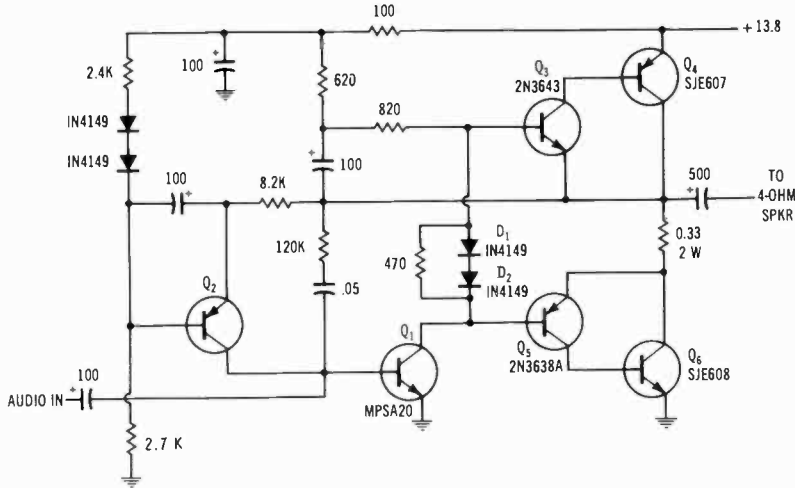 100
+ 13.8
2.4K
100
+
620
Q3
2N3643
Q4
SJE607
IN4149
820
IN4149
+
100
500
+
TO
4-OHM
SPKR
100
+
8.2K
0.33
2 W
120K
D1
IN4149
470
D2
IN4149
Q2
.05
Q1
Q5
2N3638A
Q6
SJE608
100
+
AUDIO IN
MPSA20
2.7 K